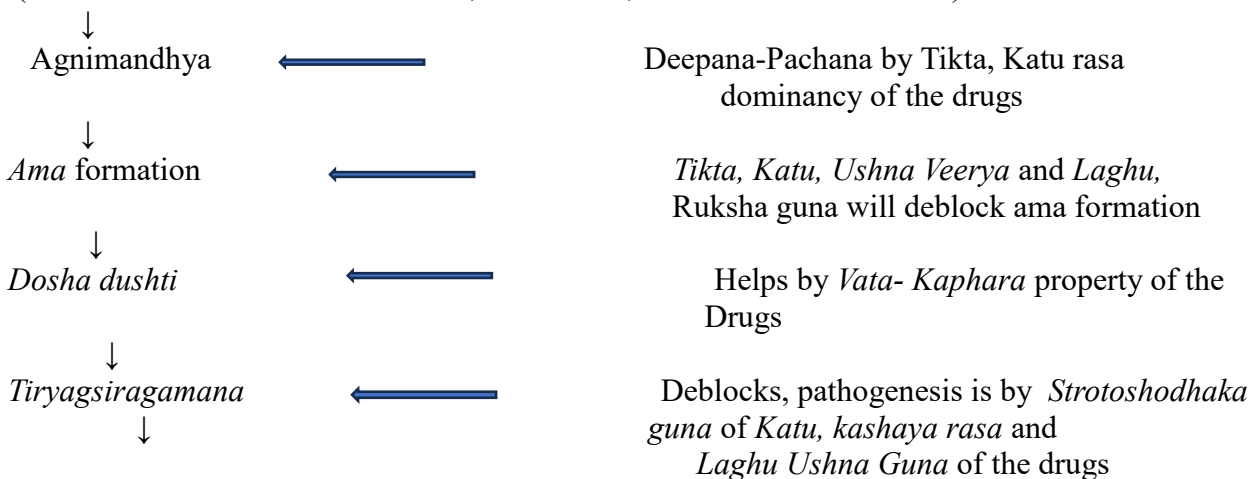 ↓
Agnimandhya Deepana-Pachana by Tikta, Katu rasa
dominancy of the drugs
↓
Ama formation Tikta, Katu, Ushna Veerya and Laghu,
Ruksha guna will deblock ama formation
↓
Dosha dushti Helps by Vata- Kaphara property of the
Drugs
↓
Tiryagsiragamana Deblocks, pathogenesis is by Strotoshodhaka
↓ guna of Katu, kashaya rasa and
Laghu Ushna Guna of the drugs